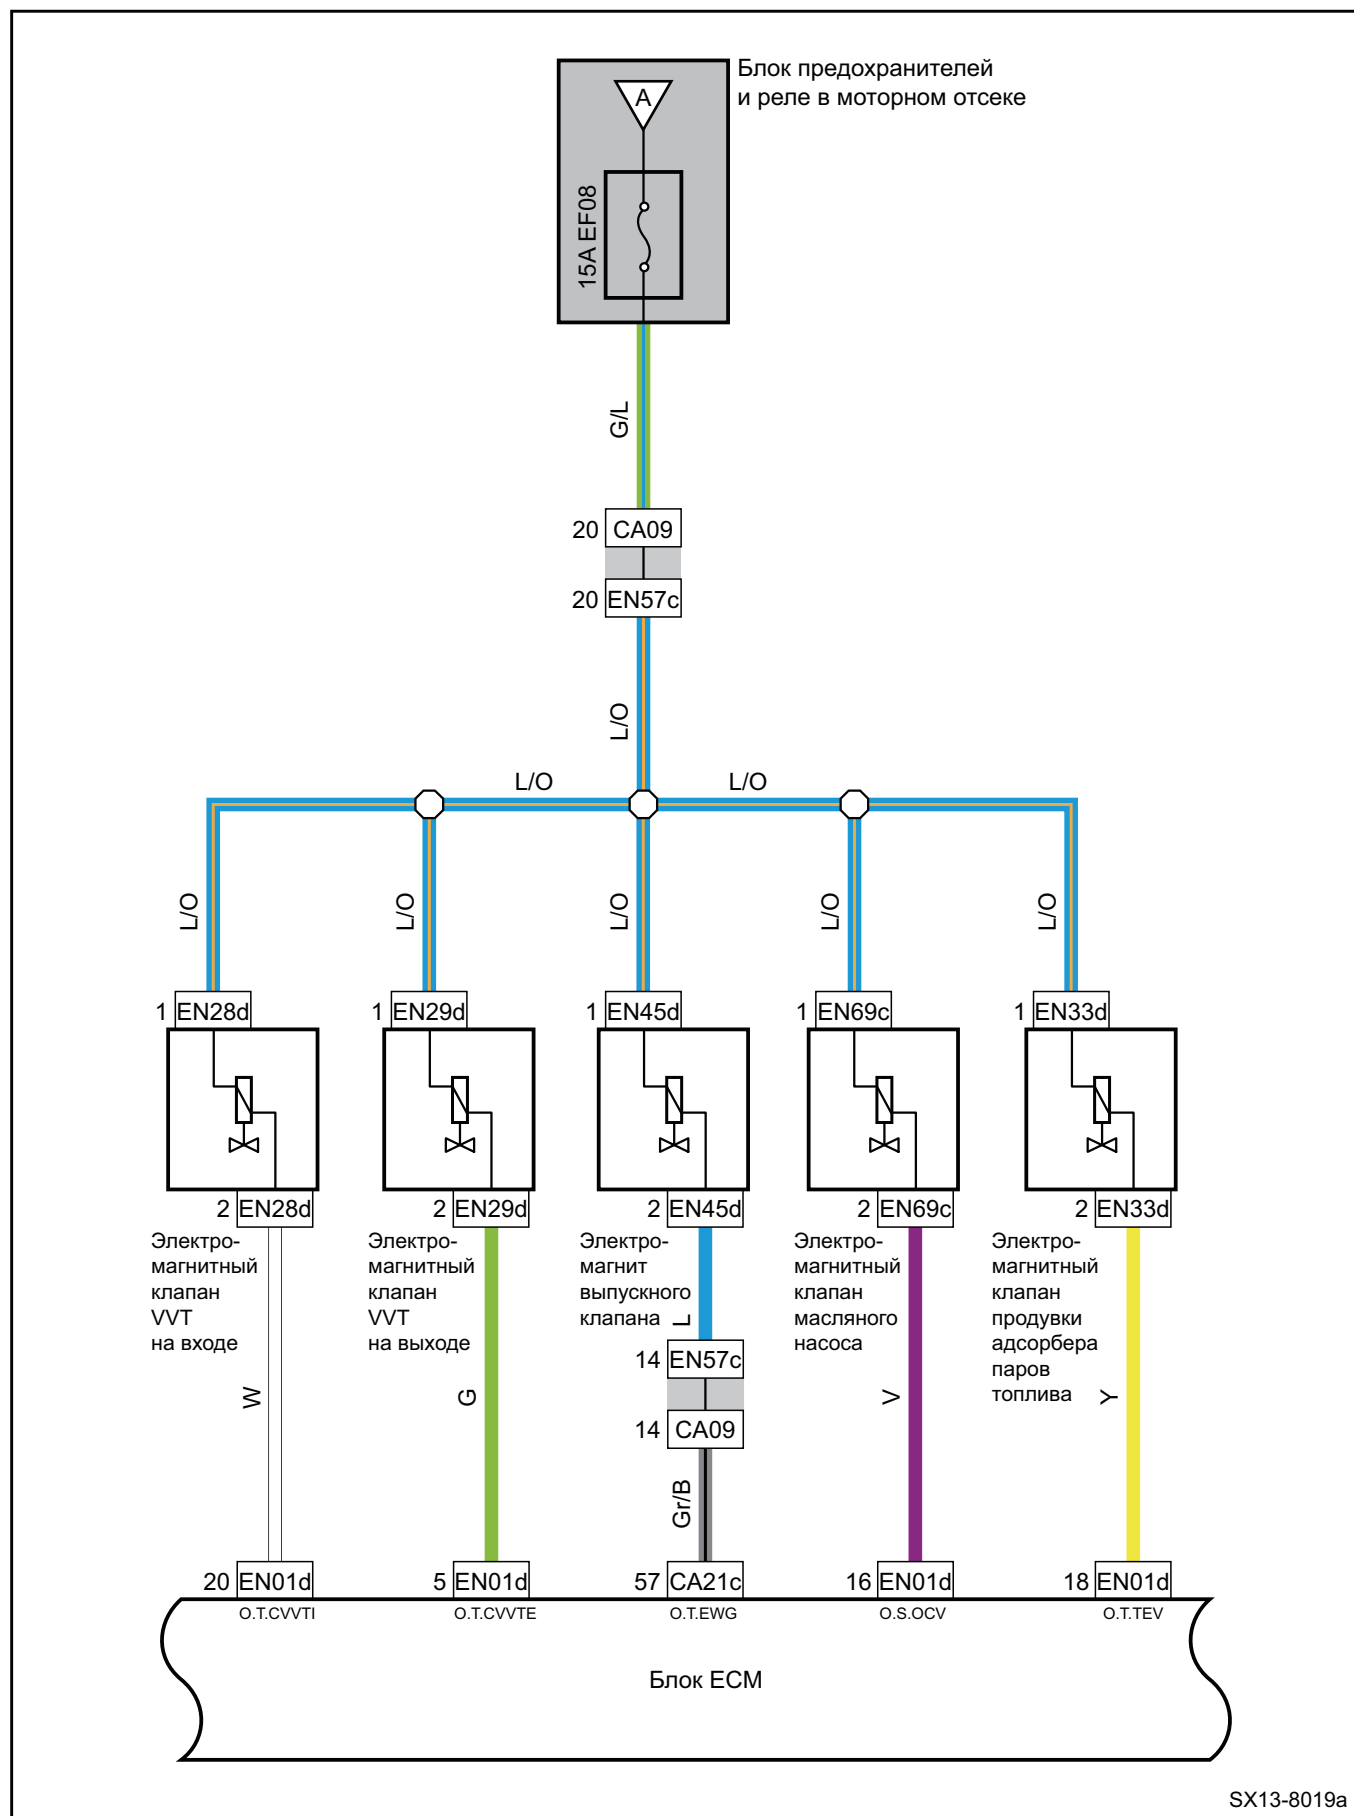 Блок предохранителей
и реле в моторном отсеке
A
15A EF08
G/L
20 CA09
20 EN57c
L/O
L/O L/O
L/O L/O L/O L/O L/O
1 EN28d 1 EN29d 1 EN45d 1 EN69c 1 EN33d
2 EN28d 2 EN29d 2 EN45d 2 EN69c 2 EN33d
Электро-
магнитный
клапан
VVT
на входе
Электро-
магнитный
клапан
VVT
на выходе
Электро-
магнит
выпускного
клапана
Электро-
магнитный
клапан
масляного
насоса
Электро-
магнитный
клапан
продувки
адсорбера
паров
топлива
L
14 EN57c
W G V Y
14 CA09
Gr/B
20 EN01d 5 EN01d 57 CA21c 16 EN01d 18 EN01d
O.T.CVVTI O.T.CVVTE O.T.EWG O.S.OCV O.T.TEV
Блок ECM
SX13-8019a